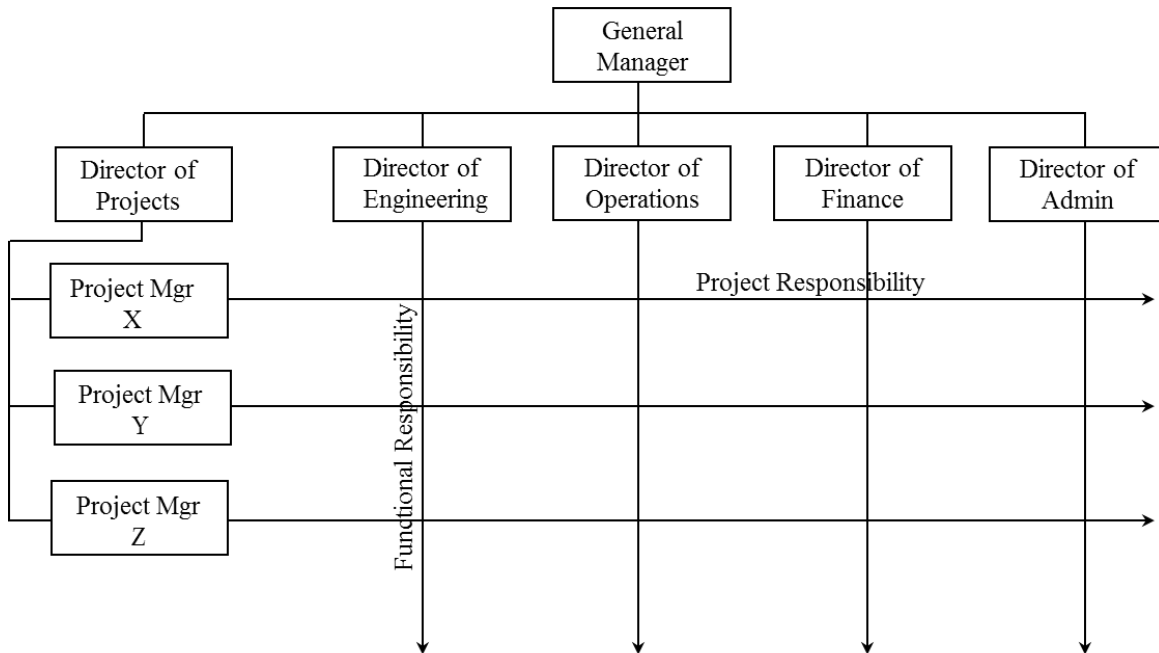 General
Manager
Director of
Projects
Director of
Engineering
Director of
Operations
Director of
Finance
Director of
Admin
Project Mgr
X
Project Responsibility
Functional Responsibility
Project Mgr
Y
Project Mgr
Z